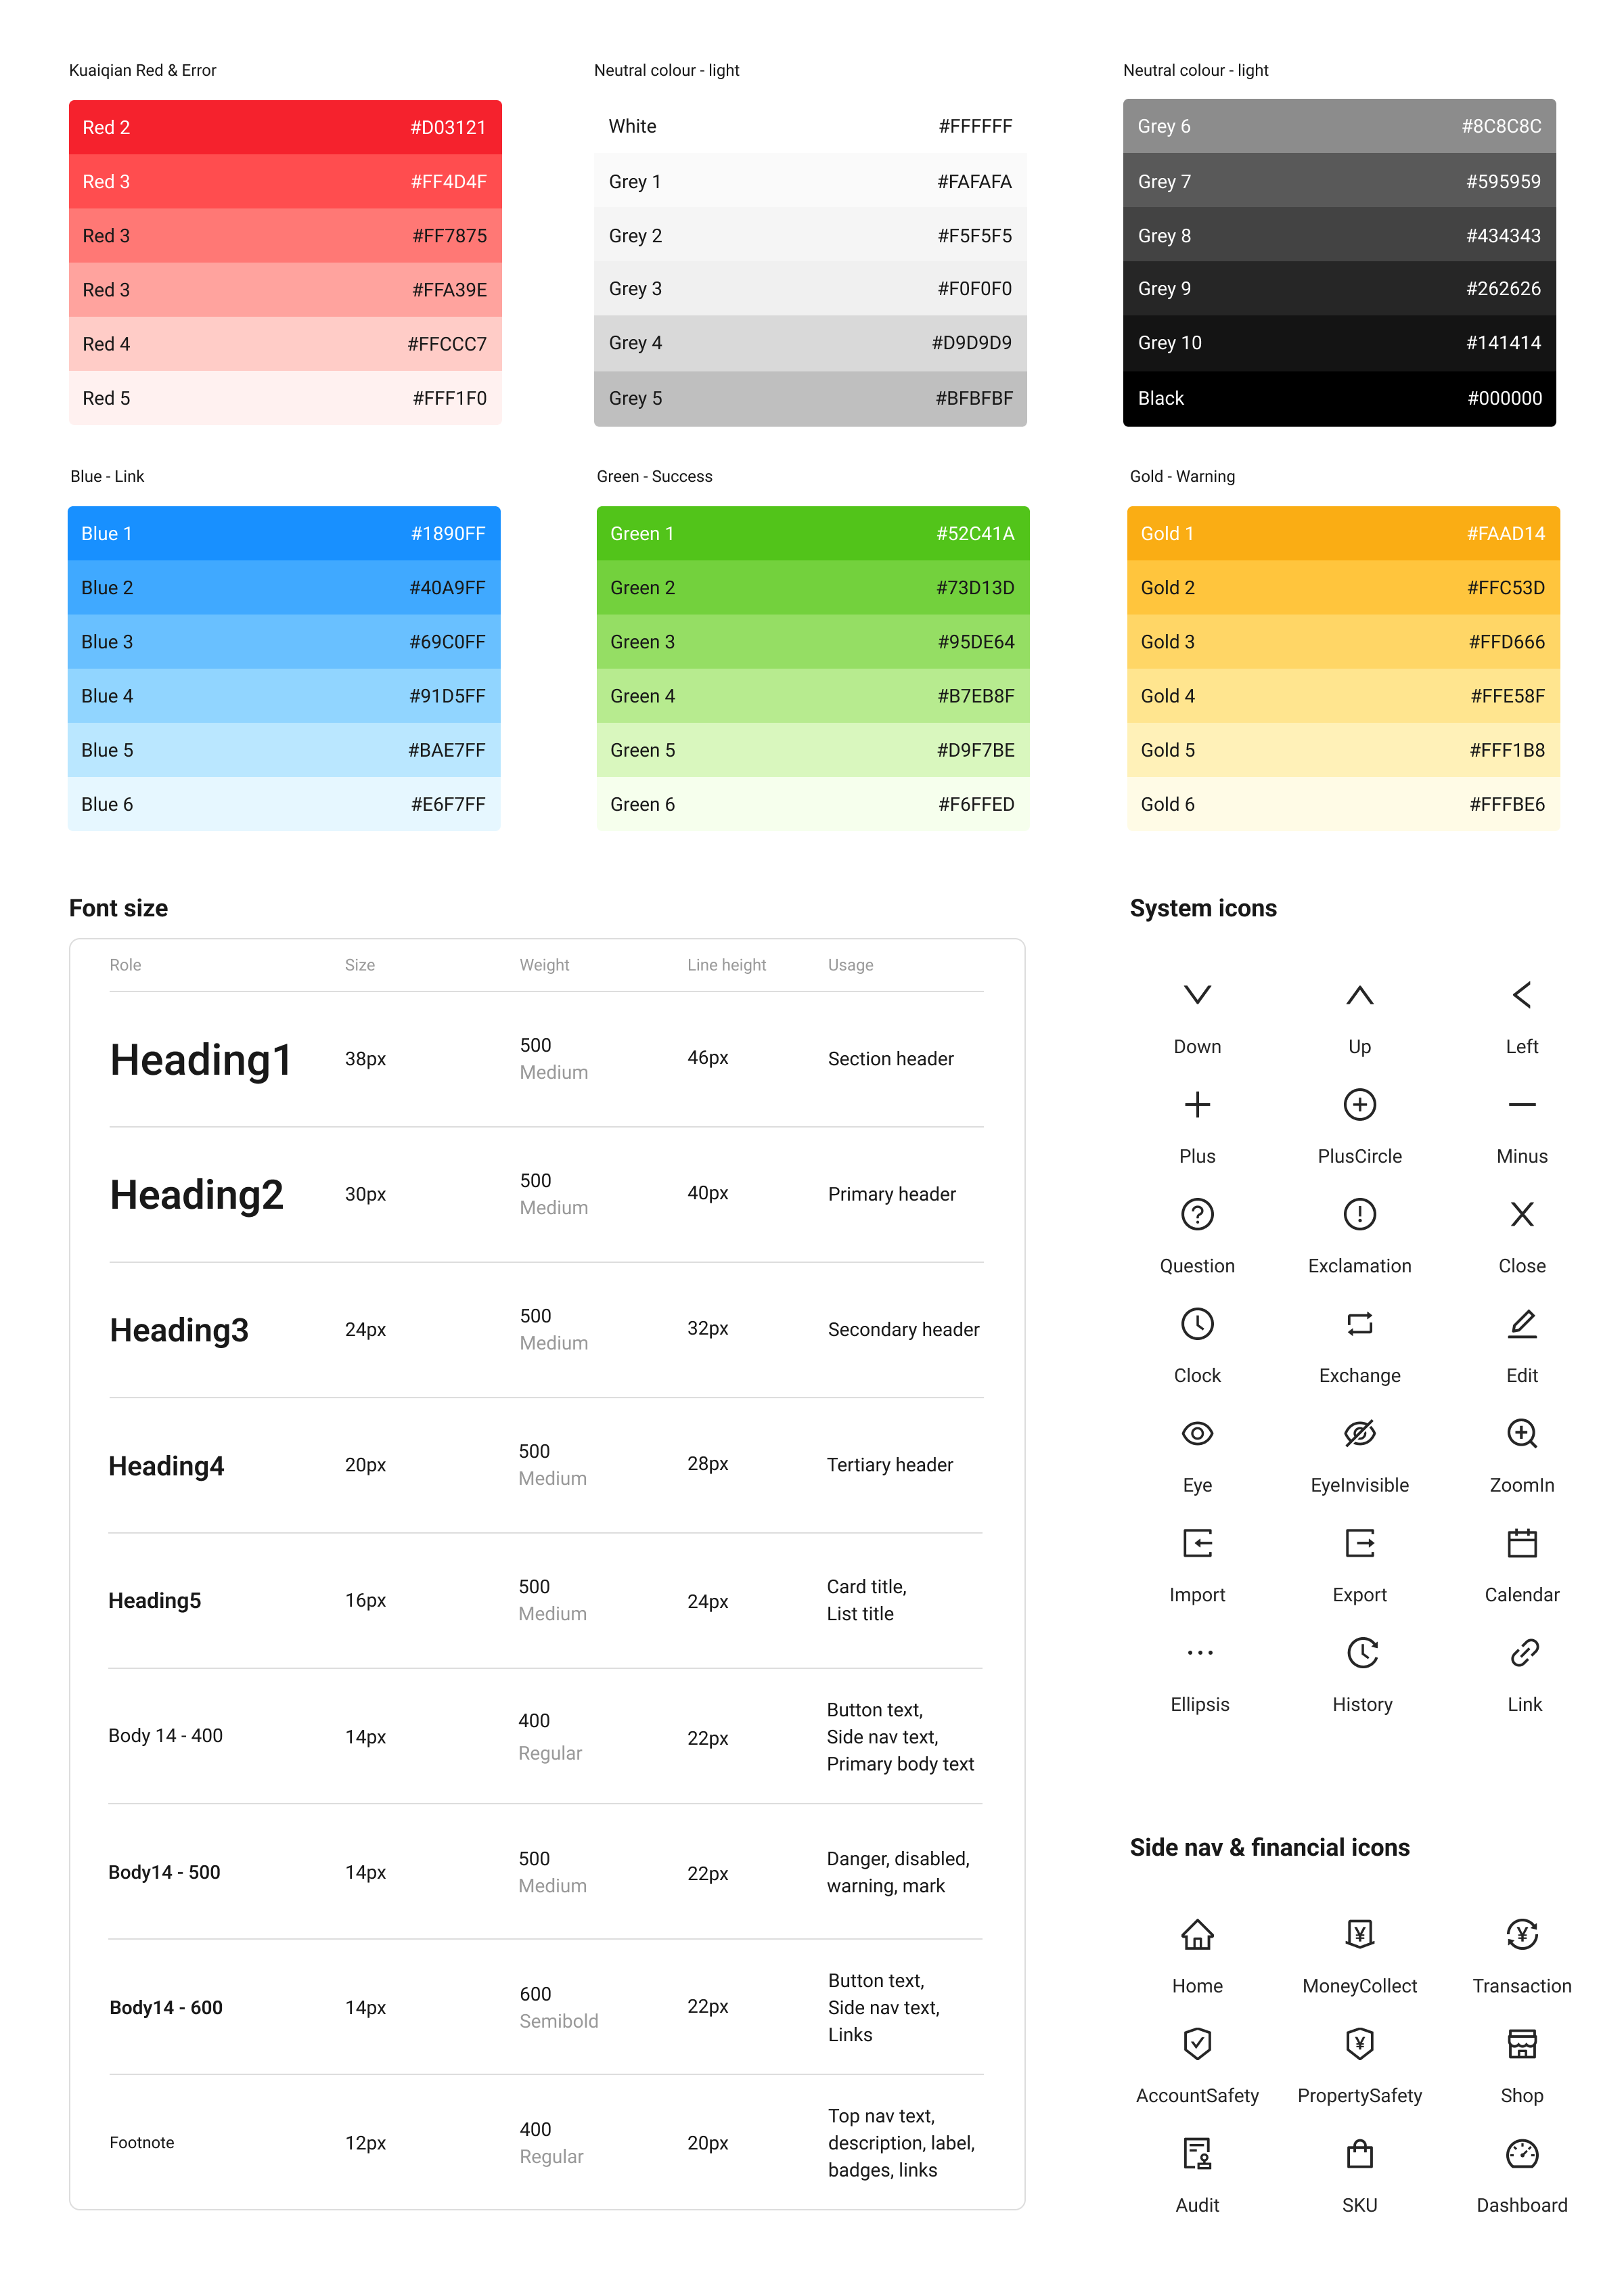 Kuaiqian Red & Error
Red 2 #D03121
Red 3 #FF4D4F
Red 3 #FF7875
Red 3 #FFA39E
Red 4 #FFCCC7
Red 5 #FFF1F0
Neutral colour - light
White #FFFFFF
Grey 1 #FAFAFA
Grey 2 #F5F5F5
Grey 3 #F0F0F0
Grey 4 #D9D9D9
Grey 5 #BFBFBF
Neutral colour - light
Grey 6 #8C8C8C
Grey 7 #595959
Grey 8 #434343
Grey 9 #262626
Grey 10 #141414
Black #000000
Blue - Link
Blue 1 #1890FF
Blue 2 #40A9FF
Blue 3 #69C0FF
Blue 4 #91D5FF
Blue 5 #BAE7FF
Blue 6 #E6F7FF
Green - Success
Green 1 #52C41A
Green 2 #73D13D
Green 3 #95DE64
Green 4 #B7EB8F
Green 5 #D9F7BE
Green 6 #F6FFED
Gold - Warning
Gold 1 #FAAD14
Gold 2 #FFC53D
Gold 3 #FFD666
Gold 4 #FFE58F
Gold 5 #FFF1B8
Gold 6 #FFFBE6
Font size
Role Size Weight Line height Usage
Heading1 38px 500 46px Section header
Medium
Heading2 30px 500 40px Primary header
Medium
Heading3 24px 500 32px Secondary header
Medium
Heading4 20px 500 28px Tertiary header
Medium
Heading5 16px 500 24px Card title,
Medium List title
Body 14 - 400 14px 400 22px Button text,
Regular Side nav text,
Primary body text
Body14 - 500 14px 500 22px Danger, disabled,
Medium warning, mark
Body14 - 600 14px 600 22px Button text,
Semibold Side nav text,
Links
Footnote 12px 400 20px Top nav text,
Regular description, label,
badges, links
System icons
Down Up Left
Plus PlusCircle Minus
Question Exclamation Close
Clock Exchange Edit
Eye EyeInvisible ZoomIn
Import Export Calendar
Ellipsis History Link
Side nav & financial icons
Home MoneyCollect Transaction
AccountSafety PropertySafety Shop
Audit SKU Dashboard